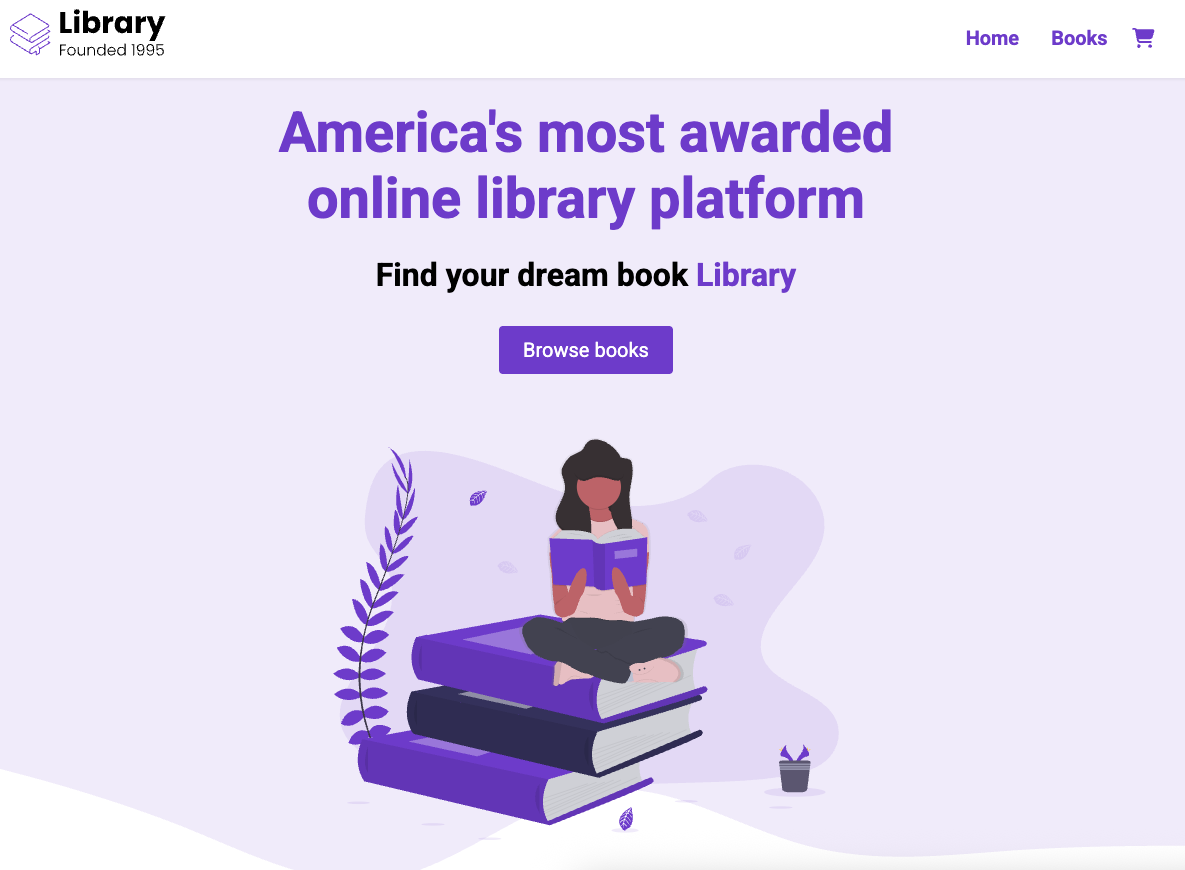 Library
Founded 1995
Home Books
America's most awarded
online library platform
Find your dream book Library
Browse books